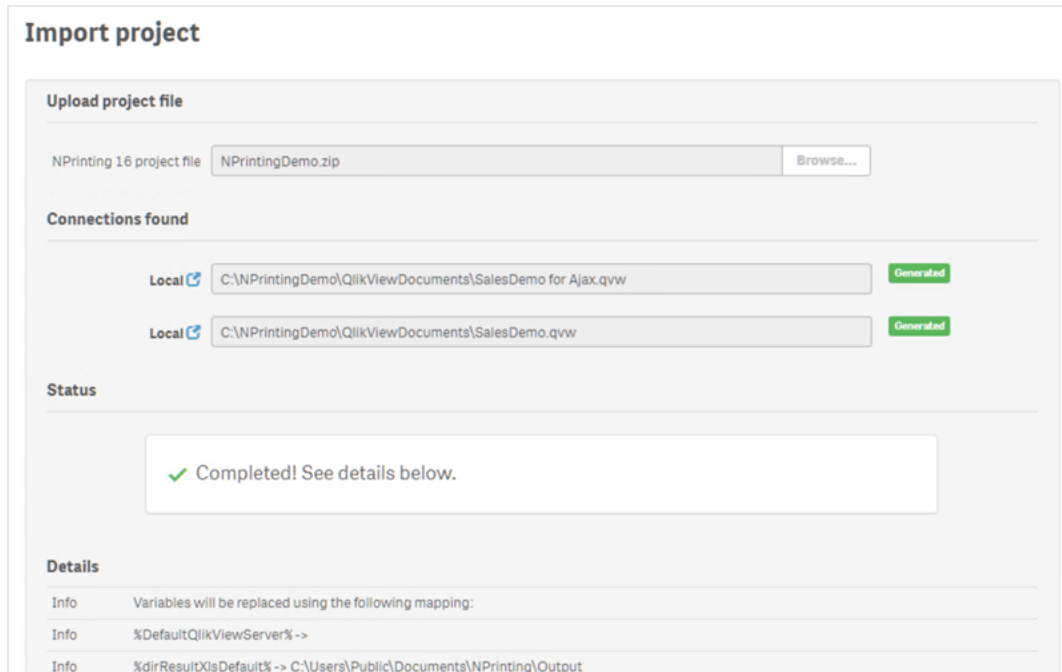 Import project
Upload project file
NPrinting 16 project file NPrintingDemo.zip Browse...
Connections found
Local C:\NPrintingDemo\QlikViewDocuments\SalesDemo for Ajax.qvw Generated
Local C:\NPrintingDemo\QlikViewDocuments\SalesDemo.qvw Generated
Status
Completed! See details below.
Details
Info Variables will be replaced using the following mapping:
Info %DefaultQlikViewServer% ->
Info %dirResultXlsDefault% -> C:\Users\Public\Documents\NPrinting\Output